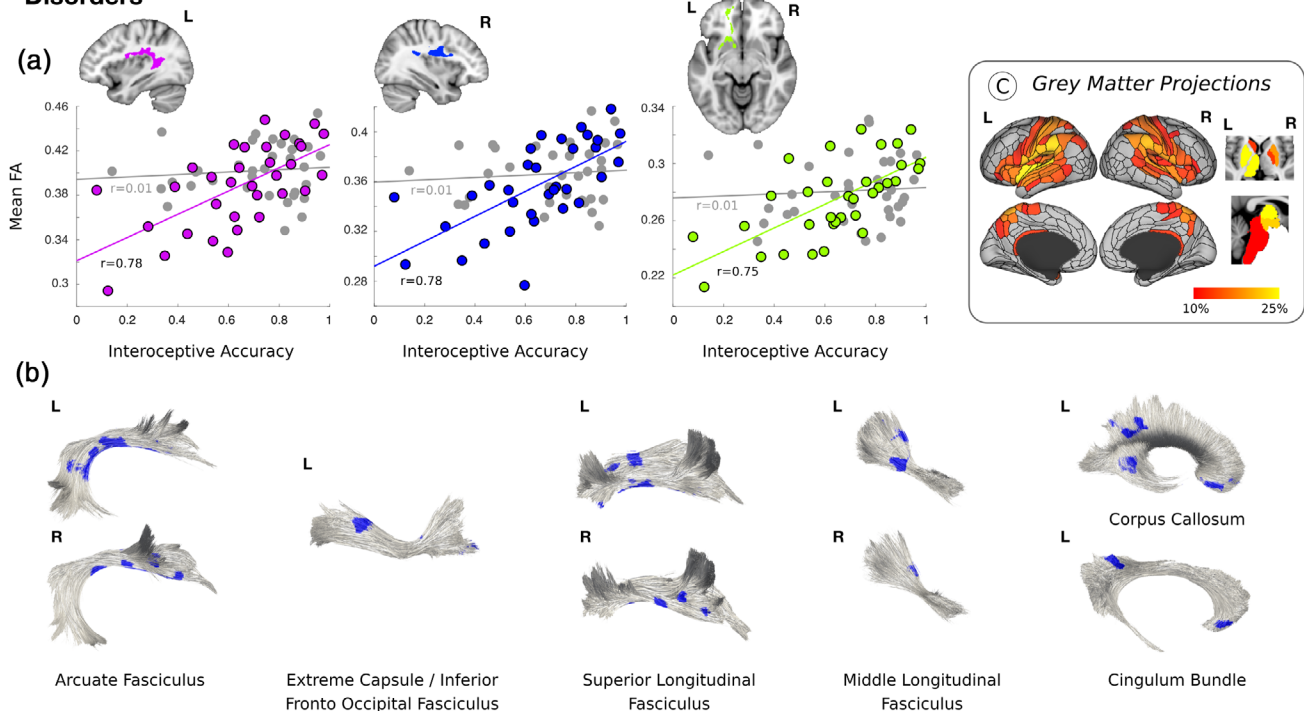 Disorders
(a)
L
R
L
R
Mean FA
0.46
0.42
0.38
0.34
0.3
r=0.01
r=0.78
0
0.2
0.4
0.6
0.8
1
Interoceptive Accuracy
0.4
0.36
0.32
0.28
r=0.01
r=0.78
0
0.2
0.4
0.6
0.8
1
Interoceptive Accuracy
0.34
0.3
0.26
0.22
r=0.01
r=0.75
0
0.2
0.4
0.6
0.8
1
Interoceptive Accuracy
C Grey Matter Projections
L
R
L
R
10% 25%
(b)
L
R
Arcuate Fasciculus
L
Extreme Capsule / Inferior
Fronto Occipital Fasciculus
L
R
Superior Longitudinal
Fasciculus
L
R
Middle Longitudinal
Fasciculus
L
Corpus Callosum
L
Cingulum Bundle